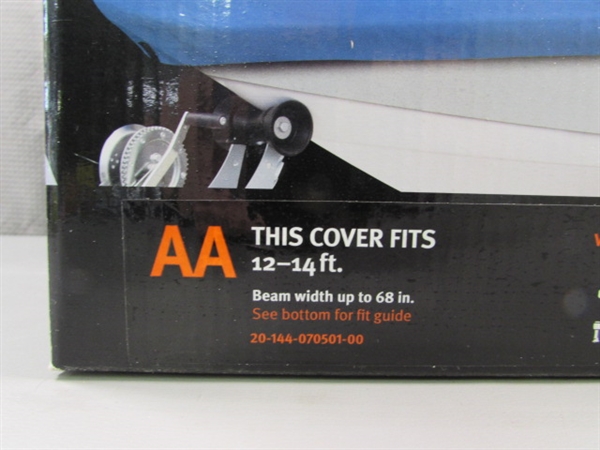 AA
THIS COVER FITS
12–14 ft.
Beam width up to 68 in.
See bottom for fit guide
20-144-070501-00